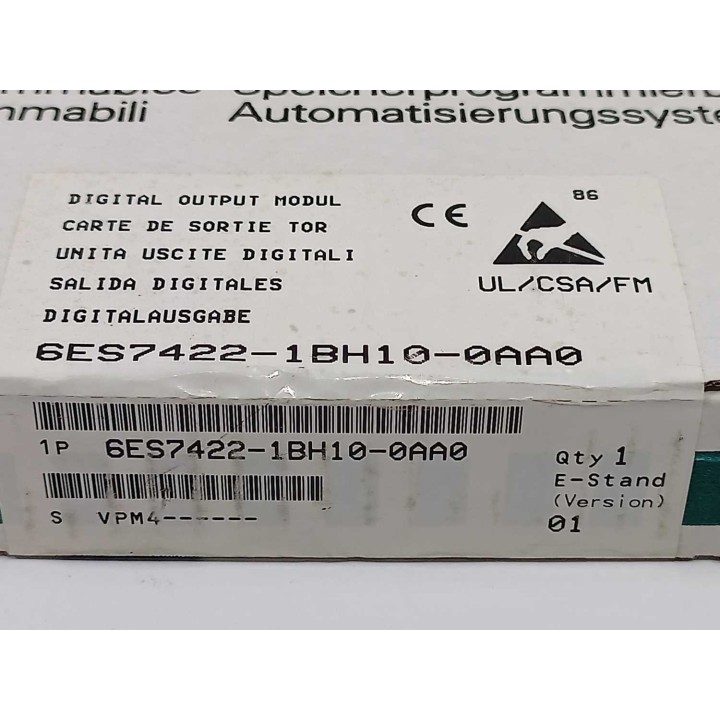 mmabili
Automatisierungssyste
DIGITAL OUTPUT MODUL
CARTE DE SORTIE TOR
UNITA USCITE DIGITALI
SALIDA DIGITALES
DIGITALAUSGABE
CE
86
UL/CSA/FM
6ES7422-1BH10-0AA0
1P 6ES7422-1BH10-0AA0
S VPM4------
Qty 1
E-Stand
(Version)
01